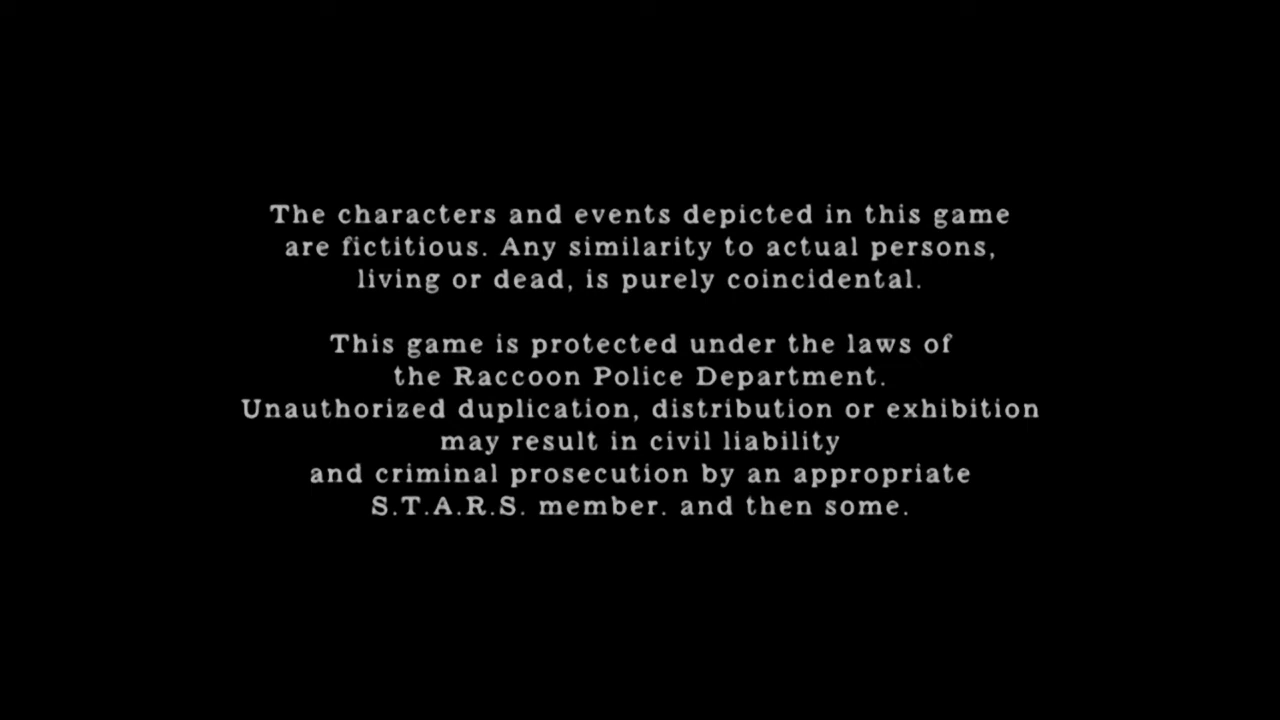 The characters and events depicted in this game
are fictitious. Any similarity to actual persons,
living or dead, is purely coincidental.
This game is protected under the laws of
the Raccoon Police Department.
Unauthorized duplication, distribution or exhibition
may result in civil liability
and criminal prosecution by an appropriate
S.T.A.R.S. member. and then some.